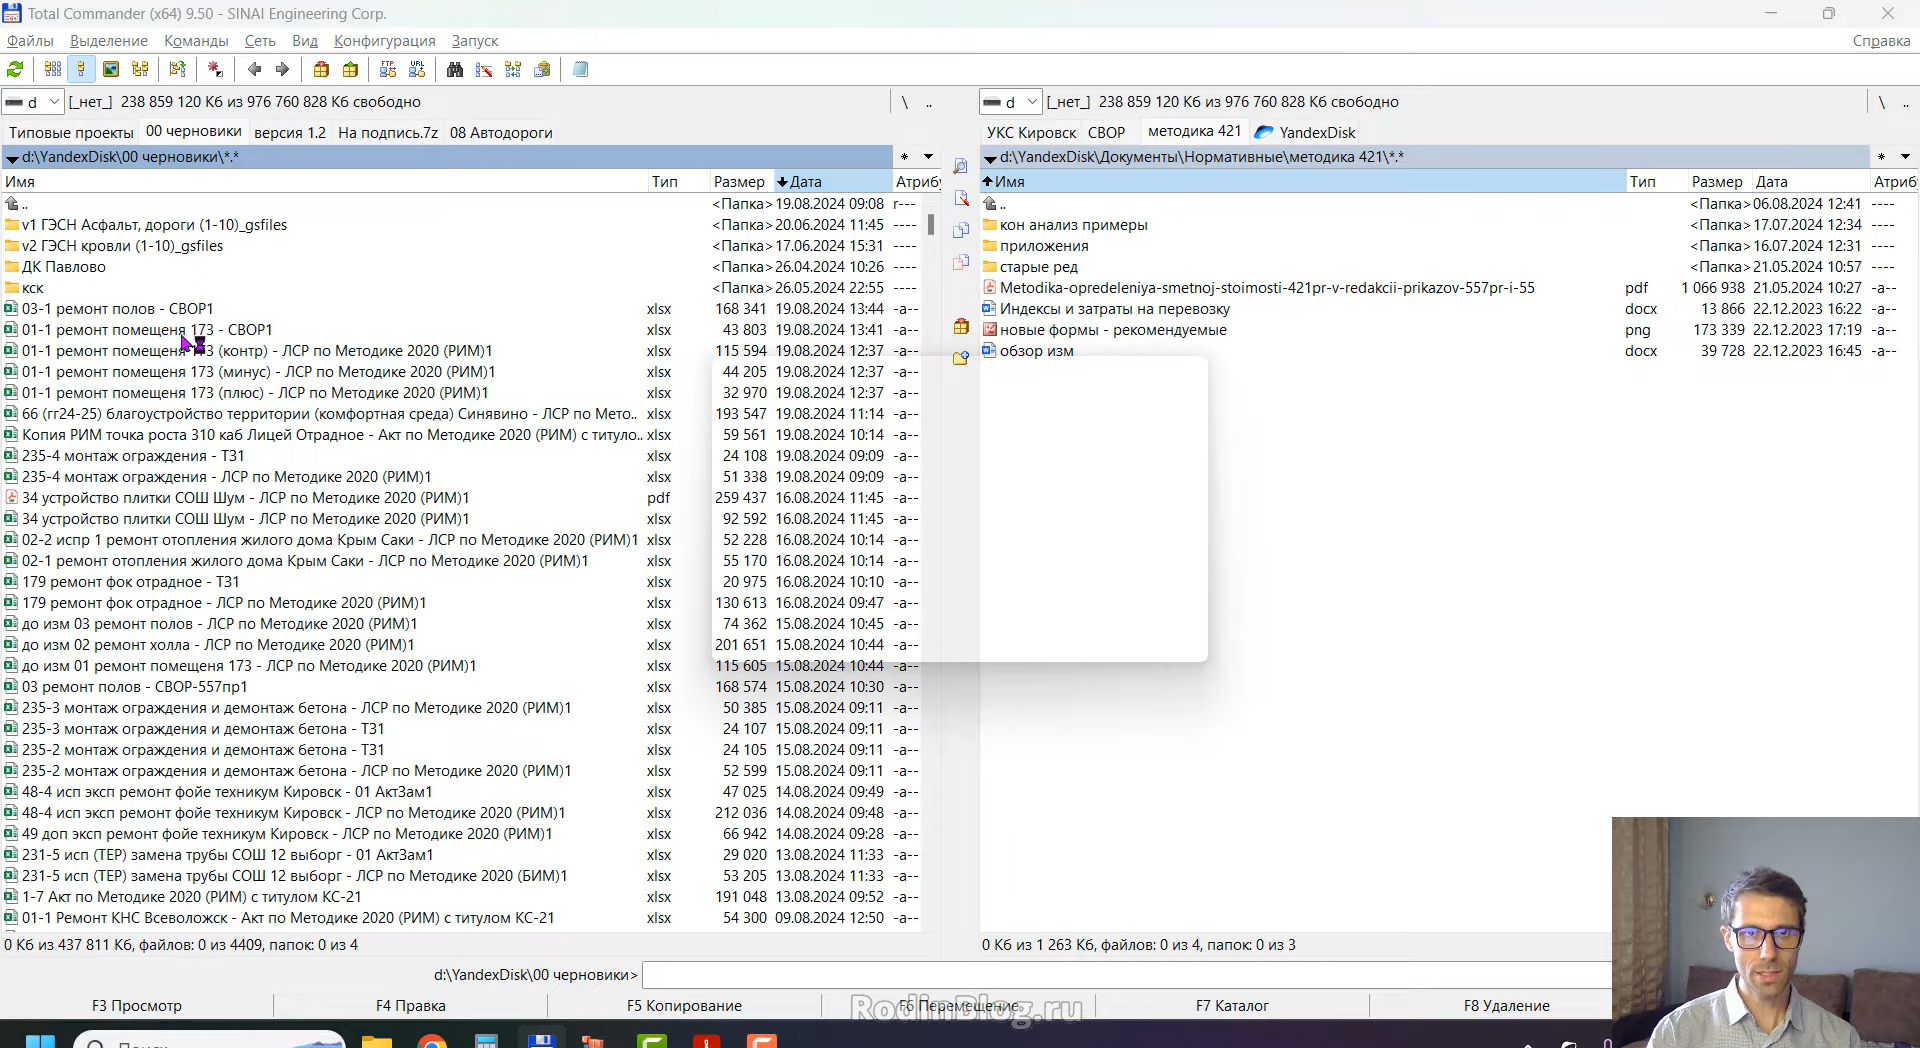 Total Commander (x64) 9.50 - SINAI Engineering Corp.
Файлы Выделение Команды Сеть Вид Конфигурация Запуск Справка
FTP URL
d [_нет_] 238 859 120 Кб из 976 760 828 Кб свободно \ ..
d [_нет_] 238 859 120 Кб из 976 760 828 Кб свободно \ ..
Типовые проекты 00 черновики версия 1.2 На подпись.7z 08 Автодороги
УКС Кировск СВОР методика 421 YandexDisk
d:\YandexDisk\00 черновики\*.*
d:\YandexDisk\Документы\Нормативные\методика 421\*.*
Имя Тип Размер Дата Атрибу
.. <Папка> 19.08.2024 09:08 r---
v1 ГЭСН Асфальт, дороги (1-10)_gsfiles <Папка> 20.06.2024 11:45 ----
v2 ГЭСН кровли (1-10)_gsfiles <Папка> 17.06.2024 15:31 ----
ДК Павлово <Папка> 26.04.2024 10:26 ----
кск <Папка> 26.05.2024 22:55 ----
03-1 ремонт полов - СВОР1 xlsx 168 341 19.08.2024 13:44 -a--
01-1 ремонт помещеня 173 - СВОР1 xlsx 43 803 19.08.2024 13:41 -a--
01-1 ремонт помещеня 173 (контр) - ЛСР по Методике 2020 (РИМ)1 xlsx 115 594 19.08.2024 12:37 -a--
01-1 ремонт помещеня 173 (минус) - ЛСР по Методике 2020 (РИМ)1 xlsx 44 205 19.08.2024 12:37 -a--
01-1 ремонт помещеня 173 (плюс) - ЛСР по Методике 2020 (РИМ)1 xlsx 32 970 19.08.2024 12:37 -a--
66 (гг24-25) благоустройство территории (комфортная среда) Синявино - ЛСР по Мето.. xlsx 193 547 19.08.2024 11:14 -a--
Копия РИМ точка роста 310 каб Лицей Отрадное - Акт по Методике 2020 (РИМ) с титуло.. xlsx 59 561 19.08.2024 10:14 -a--
235-4 монтаж ограждения - ТЗ1 xlsx 24 108 19.08.2024 09:09 -a--
235-4 монтаж ограждения - ЛСР по Методике 2020 (РИМ)1 xlsx 51 338 19.08.2024 09:09 -a--
34 устройство плитки СОШ Шум - ЛСР по Методике 2020 (РИМ)1 pdf 259 437 16.08.2024 11:45 -a--
34 устройство плитки СОШ Шум - ЛСР по Методике 2020 (РИМ)1 xlsx 92 592 16.08.2024 11:45 -a--
02-2 испр 1 ремонт отопления жилого дома Крым Саки - ЛСР по Методике 2020 (РИМ)1 xlsx 52 228 16.08.2024 10:14 -a--
02-1 ремонт отопления жилого дома Крым Саки - ЛСР по Методике 2020 (РИМ)1 xlsx 55 170 16.08.2024 10:14 -a--
179 ремонт фок отрадное - ТЗ1 xlsx 20 975 16.08.2024 10:10 -a--
179 ремонт фок отрадное - ЛСР по Методике 2020 (РИМ)1 xlsx 130 613 16.08.2024 09:47 -a--
до изм 03 ремонт полов - ЛСР по Методике 2020 (РИМ)1 xlsx 74 362 15.08.2024 10:45 -a--
до изм 02 ремонт холла - ЛСР по Методике 2020 (РИМ)1 xlsx 201 651 15.08.2024 10:44 -a--
до изм 01 ремонт помещеня 173 - ЛСР по Методике 2020 (РИМ)1 xlsx 115 605 15.08.2024 10:44 -a--
03 ремонт полов - СВОР-557пр1 xlsx 168 574 15.08.2024 10:30 -a--
235-3 монтаж ограждения и демонтаж бетона - ЛСР по Методике 2020 (РИМ)1 xlsx 50 385 15.08.2024 09:11 -a--
235-3 монтаж ограждения и демонтаж бетона - ТЗ1 xlsx 24 107 15.08.2024 09:11 -a--
235-2 монтаж ограждения и демонтаж бетона - ТЗ1 xlsx 24 105 15.08.2024 09:11 -a--
235-2 монтаж ограждения и демонтаж бетона - ЛСР по Методике 2020 (РИМ)1 xlsx 52 599 15.08.2024 09:11 -a--
48-4 исп эксп ремонт фойе техникум Кировск - 01 АктЗам1 xlsx 47 025 14.08.2024 09:49 -a--
48-4 исп эксп ремонт фойе техникум Кировск - ЛСР по Методике 2020 (РИМ)1 xlsx 212 036 14.08.2024 09:48 -a--
49 доп эксп ремонт фойе техникум Кировск - ЛСР по Методике 2020 (РИМ)1 xlsx 66 942 14.08.2024 09:28 -a--
231-5 исп (ТЕР) замена трубы СОШ 12 выборг - 01 АктЗам1 xlsx 29 020 13.08.2024 11:33 -a--
231-5 исп (ТЕР) замена трубы СОШ 12 выборг - ЛСР по Методике 2020 (БИМ)1 xlsx 53 205 13.08.2024 11:33 -a--
1-7 Акт по Методике 2020 (РИМ) с титулом КС-21 xlsx 191 048 13.08.2024 09:52 -a--
01-1 Ремонт КНС Всеволожск - Акт по Методике 2020 (РИМ) с титулом КС-21 xlsx 54 300 09.08.2024 12:50 -a--
0 Кб из 437 811 Кб, файлов: 0 из 4409, папок: 0 из 4
Имя Тип Размер Дата Атриб
.. <Папка> 06.08.2024 12:41 ----
кон анализ примеры <Папка> 17.07.2024 12:34 ----
приложения <Папка> 16.07.2024 12:31 ----
старые ред <Папка> 21.05.2024 10:57 ----
Metodika-opredeleniya-smetnoj-stoimosti-421pr-v-redakcii-prikazov-557pr-i-55 pdf 1 066 938 21.05.2024 10:27 -a--
Индексы и затраты на перевозку docx 13 866 22.12.2023 16:22 -a--
новые формы - рекомендуемые png 173 339 22.12.2023 17:19 -a--
обзор изм docx 39 728 22.12.2023 16:45 -a--
0 Кб из 1 263 Кб, файлов: 0 из 4, папок: 0 из 3
d:\YandexDisk\00 черновики>
F3 Просмотр F4 Правка F5 Копирование F6 Перемещение F7 Каталог F8 Удаление
RodinBlog.ru
Поиск